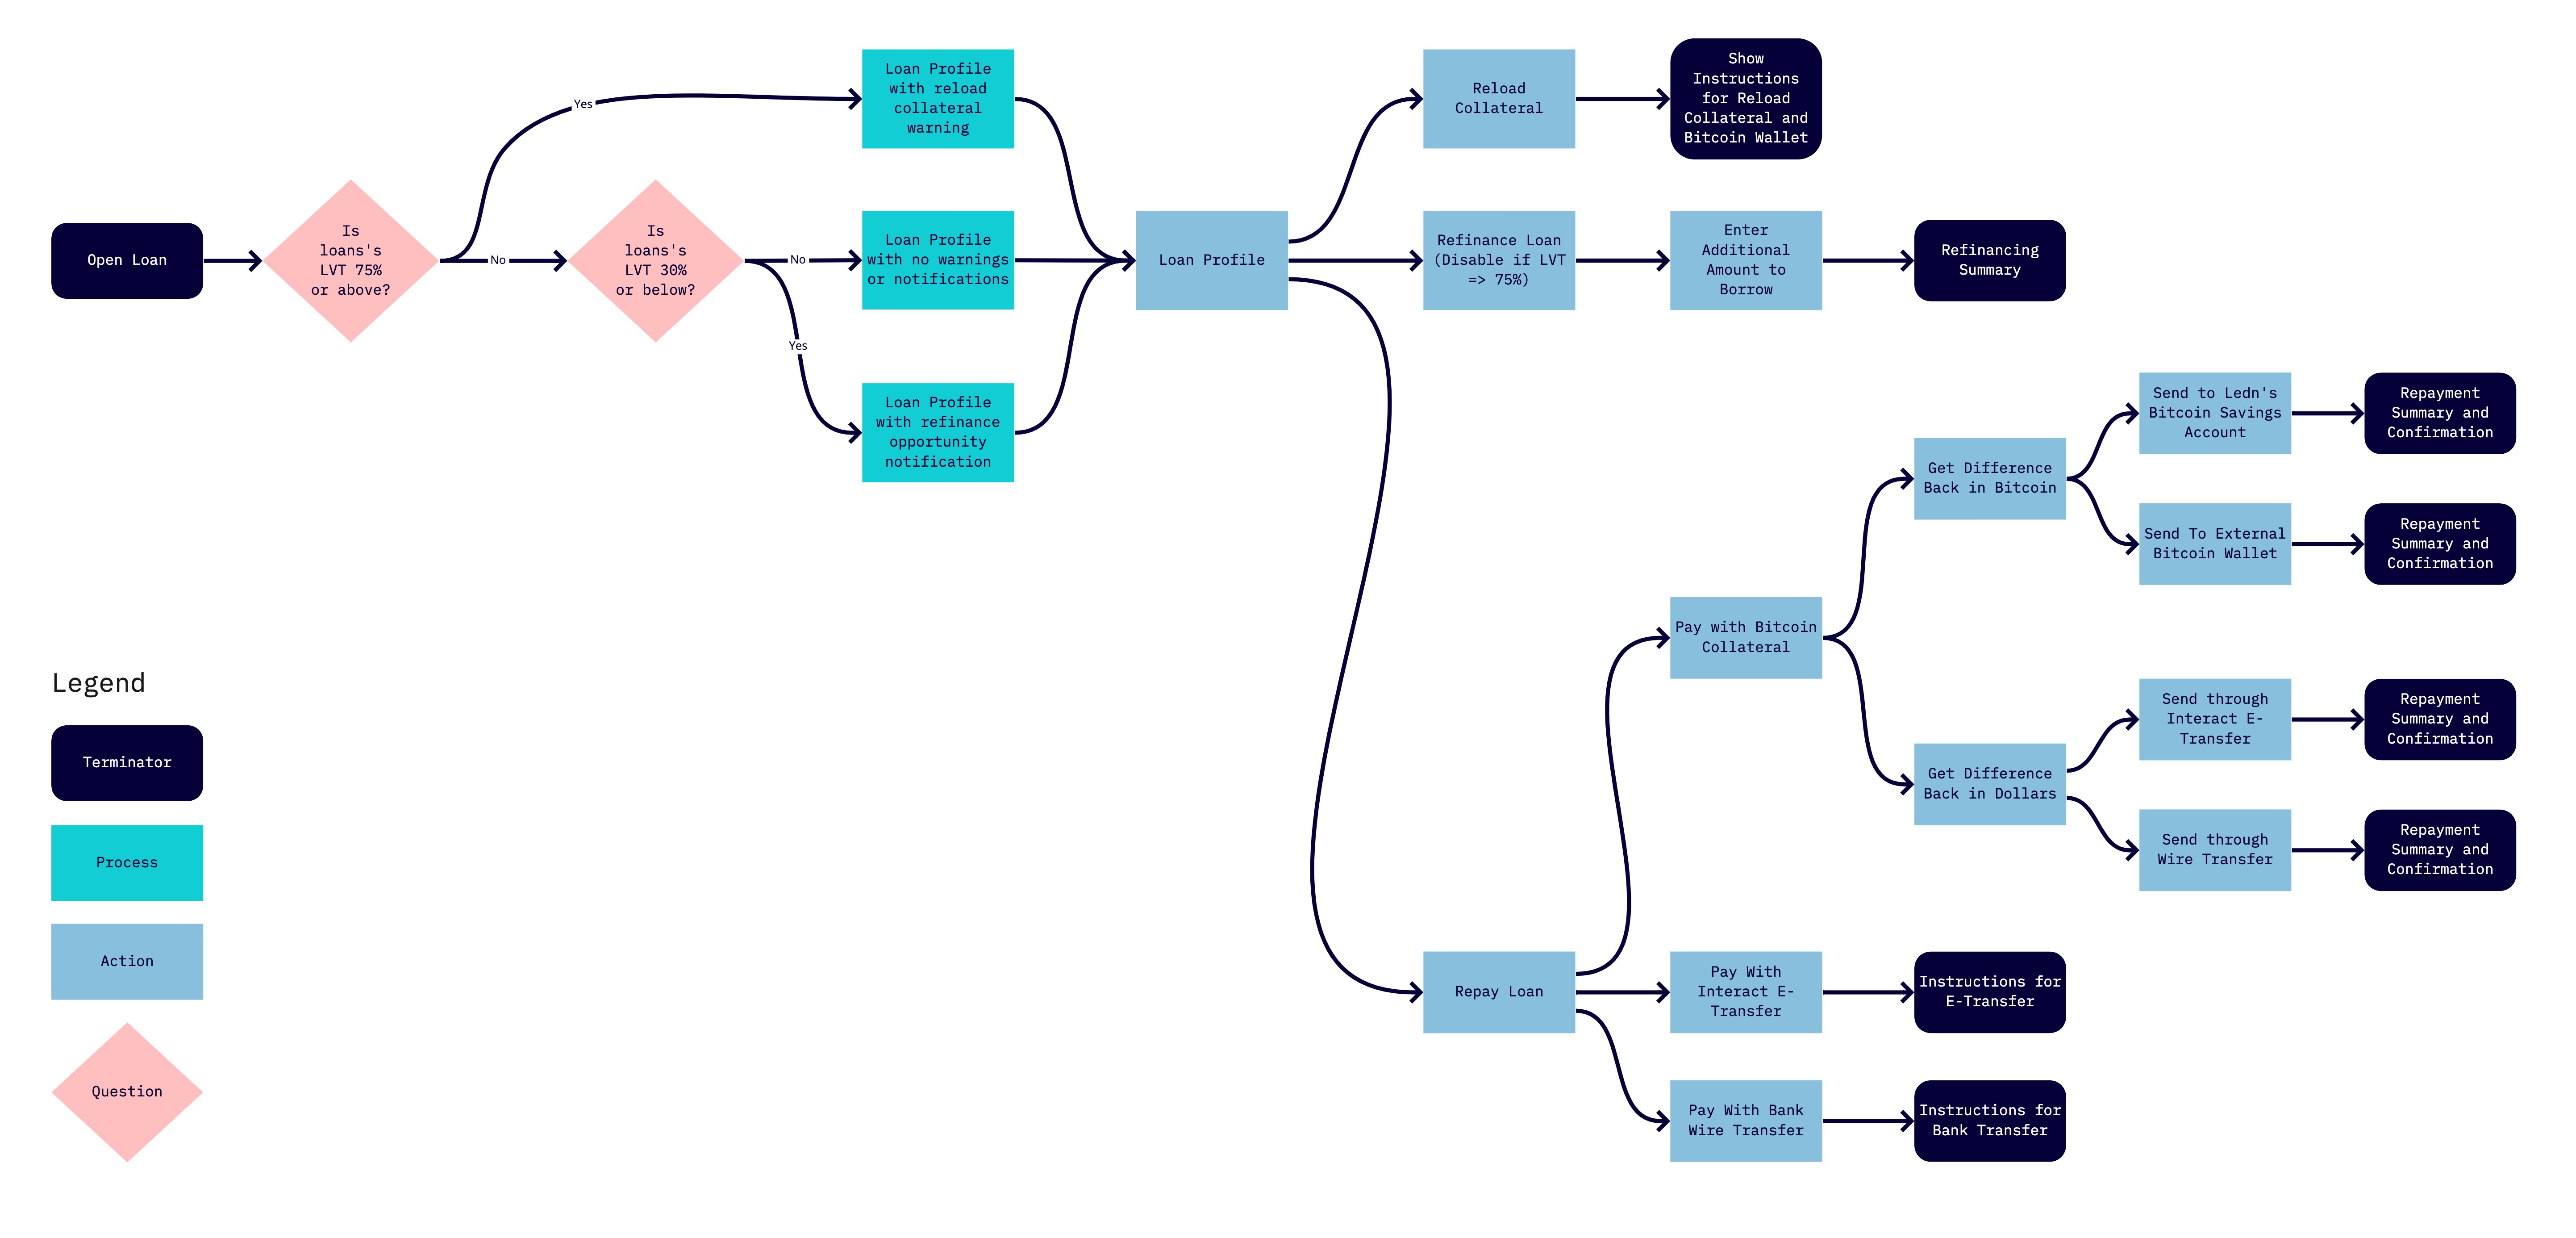 Open Loan
Is
loans's
LVT 75%
or above?
Yes
No
Is
loans's
LVT 30%
or below?
No
Yes
Loan Profile
with reload
collateral
warning
Loan Profile
with no warnings
or notifications
Loan Profile
with refinance
opportunity
notification
Loan Profile
Reload
Collateral
Show
Instructions
for Reload
Collateral and
Bitcoin Wallet
Refinance Loan
(Disable if LVT
=> 75%)
Enter
Additional
Amount to
Borrow
Refinancing
Summary
Repay Loan
Pay with Bitcoin
Collateral
Get Difference
Back in Bitcoin
Send to Ledn's
Bitcoin Savings
Account
Repayment
Summary and
Confirmation
Send To External
Bitcoin Wallet
Repayment
Summary and
Confirmation
Get Difference
Back in Dollars
Send through
Interact E-
Transfer
Repayment
Summary and
Confirmation
Send through
Wire Transfer
Repayment
Summary and
Confirmation
Pay With
Interact E-
Transfer
Instructions for
E-Transfer
Pay With Bank
Wire Transfer
Instructions for
Bank Transfer
Legend
Terminator
Process
Action
Question